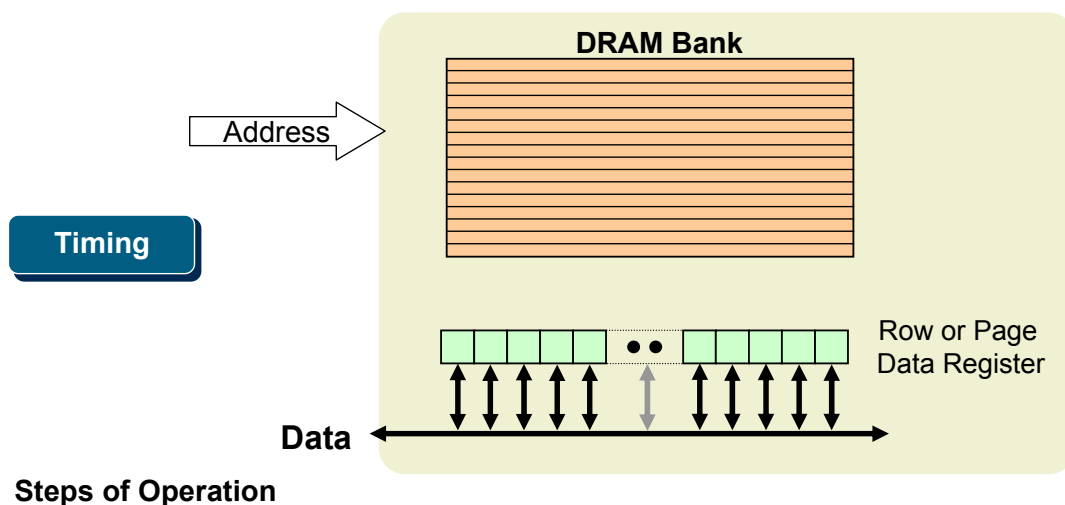 DRAM Bank
Address
Timing
Row or Page
Data Register
Data
Steps of Operation